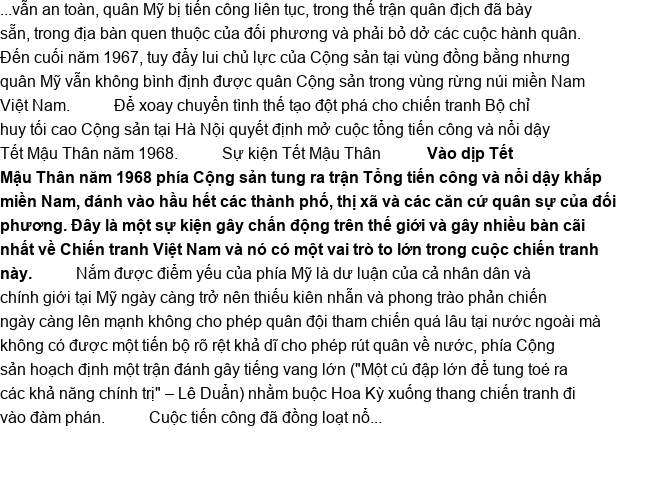 ...vẫn an toàn, quân Mỹ bị tiến công liên tục, trong thế trận quân địch đã bày
sẵn, trong địa bàn quen thuộc của đối phương và phải bỏ dở các cuộc hành quân.
Đến cuối năm 1967, tuy đẩy lui chủ lực của Cộng sản tại vùng đồng bằng nhưng
quân Mỹ vẫn không bình định được quân Cộng sản trong vùng rừng núi miền Nam
Việt Nam. Để xoay chuyển tình thế tạo đột phá cho chiến tranh Bộ chỉ
huy tối cao Cộng sản tại Hà Nội quyết định mở cuộc tổng tiến công và nổi dậy
Tết Mậu Thân năm 1968. Sự kiện Tết Mậu Thân Vào dịp Tết
Mậu Thân năm 1968 phía Cộng sản tung ra trận Tổng tiến công và nổi dậy khắp
miền Nam, đánh vào hầu hết các thành phố, thị xã và các căn cứ quân sự của đối
phương. Đây là một sự kiện gây chấn động trên thế giới và gây nhiều bàn cãi
nhất về Chiến tranh Việt Nam và nó có một vai trò to lớn trong cuộc chiến tranh
này. Nắm được điểm yếu của phía Mỹ là dư luận của cả nhân dân và
chính giới tại Mỹ ngày càng trở nên thiếu kiên nhẫn và phong trào phản chiến
ngày càng lên mạnh không cho phép quân đội tham chiến quá lâu tại nước ngoài mà
không có được một tiến bộ rõ rệt khả dĩ cho phép rút quân về nước, phía Cộng
sản hoạch định một trận đánh gây tiếng vang lớn ("Một cú đập lớn để tung toé ra
các khả năng chính trị" – Lê Duẩn) nhằm buộc Hoa Kỳ xuống thang chiến tranh đi
vào đàm phán. Cuộc tiến công đã đồng loạt nổ...